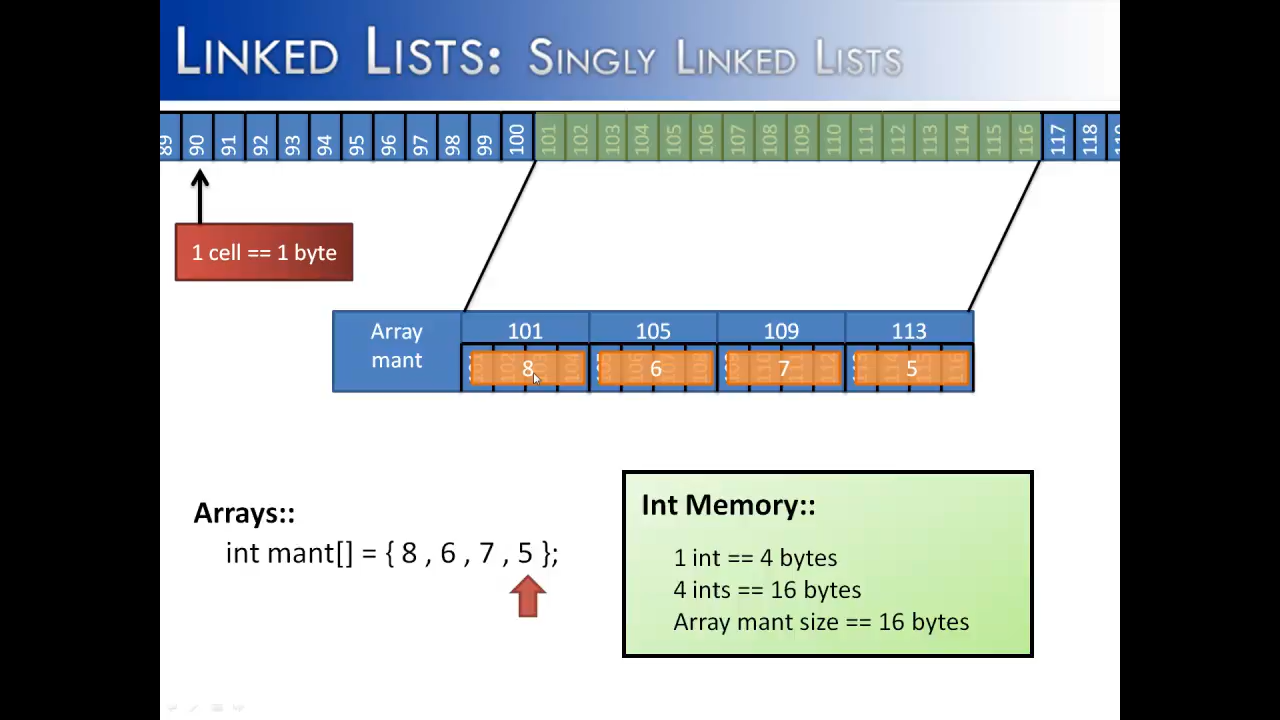 LINKED LISTS: SINGLY LINKED LISTS
89 90 91 92 93 94 95 96 97 98 99 100 101 102 103 104 105 106 107 108 109 110 111 112 113 114 115 116 117 118
1 cell == 1 byte
Array mant
101 105 109 113
8 6 7 5
Arrays::
int mant[] = { 8 , 6 , 7 , 5 };
Int Memory::
1 int == 4 bytes
4 ints == 16 bytes
Array mant size == 16 bytes